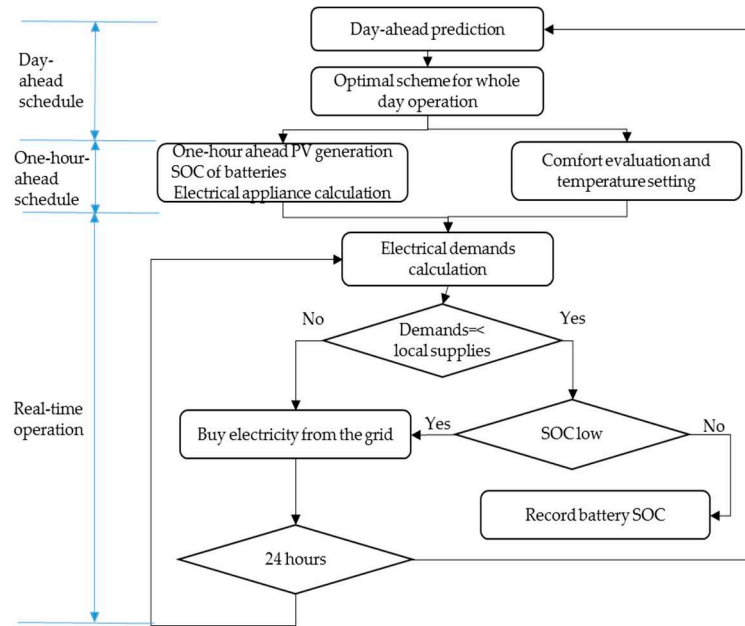 Day-ahead prediction
Day-
ahead
schedule
Optimal scheme for whole
day operation
One-hour-
ahead
schedule
One-hour ahead PV generation
SOC of batteries
Electrical appliance calculation
Comfort evaluation and
temperature setting
Electrical demands
calculation
No
Demands=<
local supplies
Yes
Real-time
operation
Buy electricity from the grid
Yes
SOC low
No
Record battery SOC
24 hours